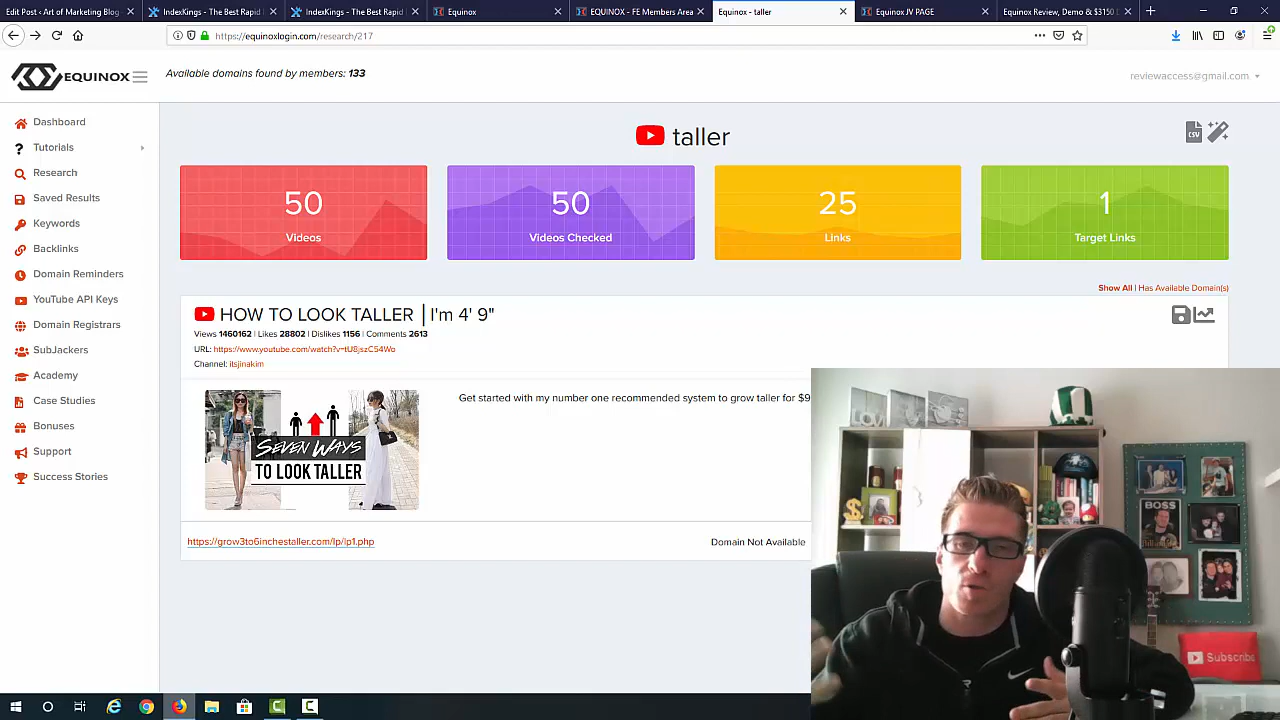 Edit Post ‹ Art of Marketing Blog
IndexKings - The Best Rapid
IndexKings - The Best Rapid
Equinox
EQUINOX - FE Members Area
Equinox - taller
Equinox JV PAGE
Equinox Review, Demo & $3150
https://equinoxlogin.com/research/217
EQUINOX
Available domains found by members: 133
reviewaccess@gmail.com
Dashboard
Tutorials
Research
Saved Results
Keywords
Backlinks
Domain Reminders
YouTube API Keys
Domain Registrars
SubJackers
Academy
Case Studies
Bonuses
Support
Success Stories
taller
CSV
50
Videos
50
Videos Checked
25
Links
1
Target Links
Show All | Has Available Domain(s)
HOW TO LOOK TALLER | I'm 4' 9"
Views 1460162 | Likes 28802 | Dislikes 1156 | Comments 2613
URL: https://www.youtube.com/watch?v=tU8jszC54Wo
Channel: itsjinakim
SEVEN WAYS
TO LOOK TALLER
Get started with my number one recommended system to grow taller for $9
https://grow3to6inchestaller.com/lp/lp1.php
Domain Not Available
LOVE
BOSS
Subscribe